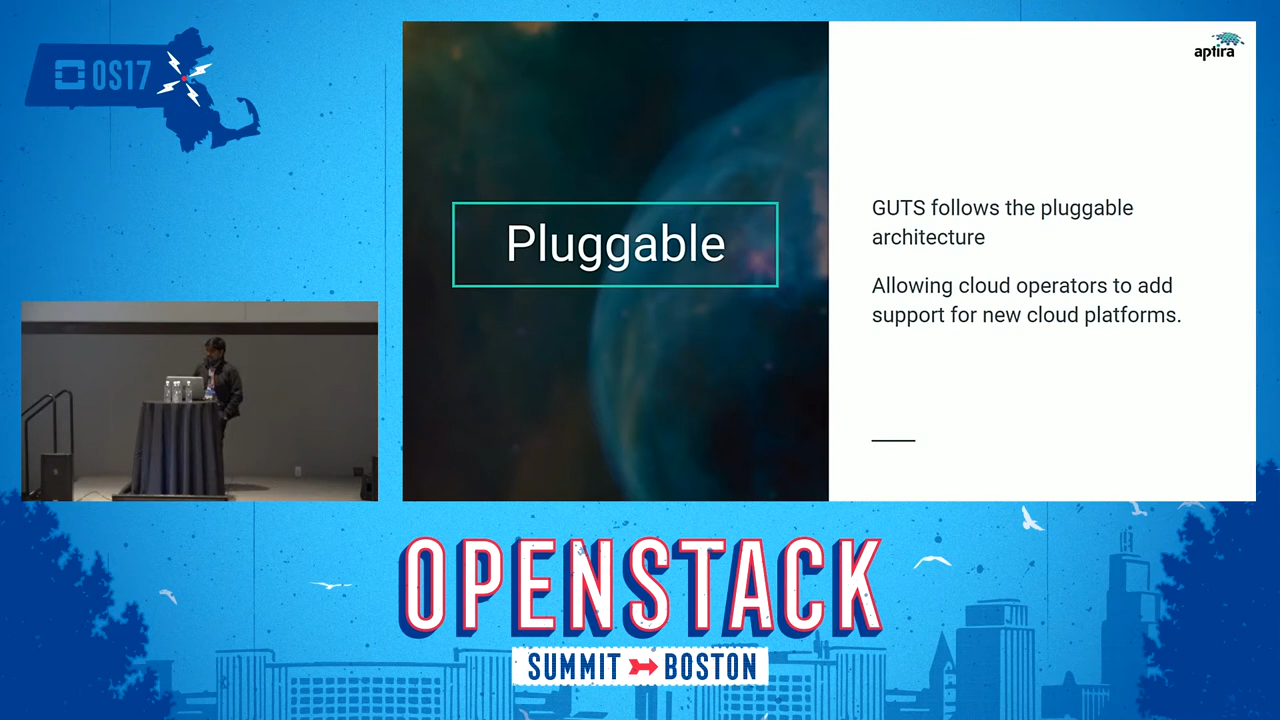 OS17
aptira
Pluggable
GUTS follows the pluggable
architecture
Allowing cloud operators to add
support for new cloud platforms.
OPENSTACK
SUMMIT BOSTON